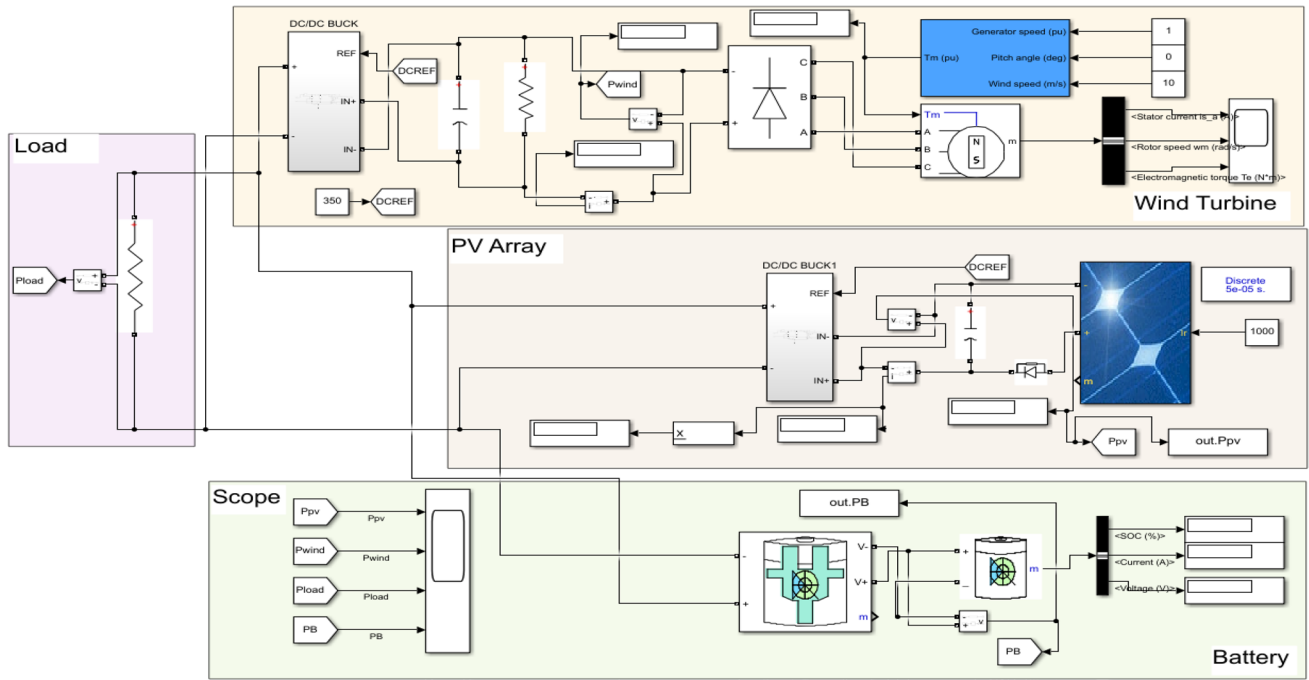 DC/DC BUCK
REF
+
IN+
-
IN-
DCREF
350
DCREF
Pwind
v
-
+
-
i
+
-
+
C
B
A
Tm (pu)
Generator speed (pu)
Pitch angle (deg)
Wind speed (m/s)
1
0
10
Tm
A
B
C
N
S
m
<Stator current is_a (A)>
<Rotor speed wm (rad/s)>
<Electromagnetic torque Te (N*m)>
Wind Turbine
Load
Pload
v
+
-
PV Array
DC/DC BUCK1
REF
+
IN-
-
IN+
DCREF
v
-
+
-
i
+
-
+
m
Ir
Discrete
5e-05 s.
1000
X
Ppv
out.Ppv
Scope
Ppv
Ppv
Pwind
Pwind
Pload
Pload
PB
PB
out.PB
-
+
V-
V+
m
+
-
m
-
+
v
PB
<SOC (%)>
<Current (A)>
<Voltage (V)>
Battery